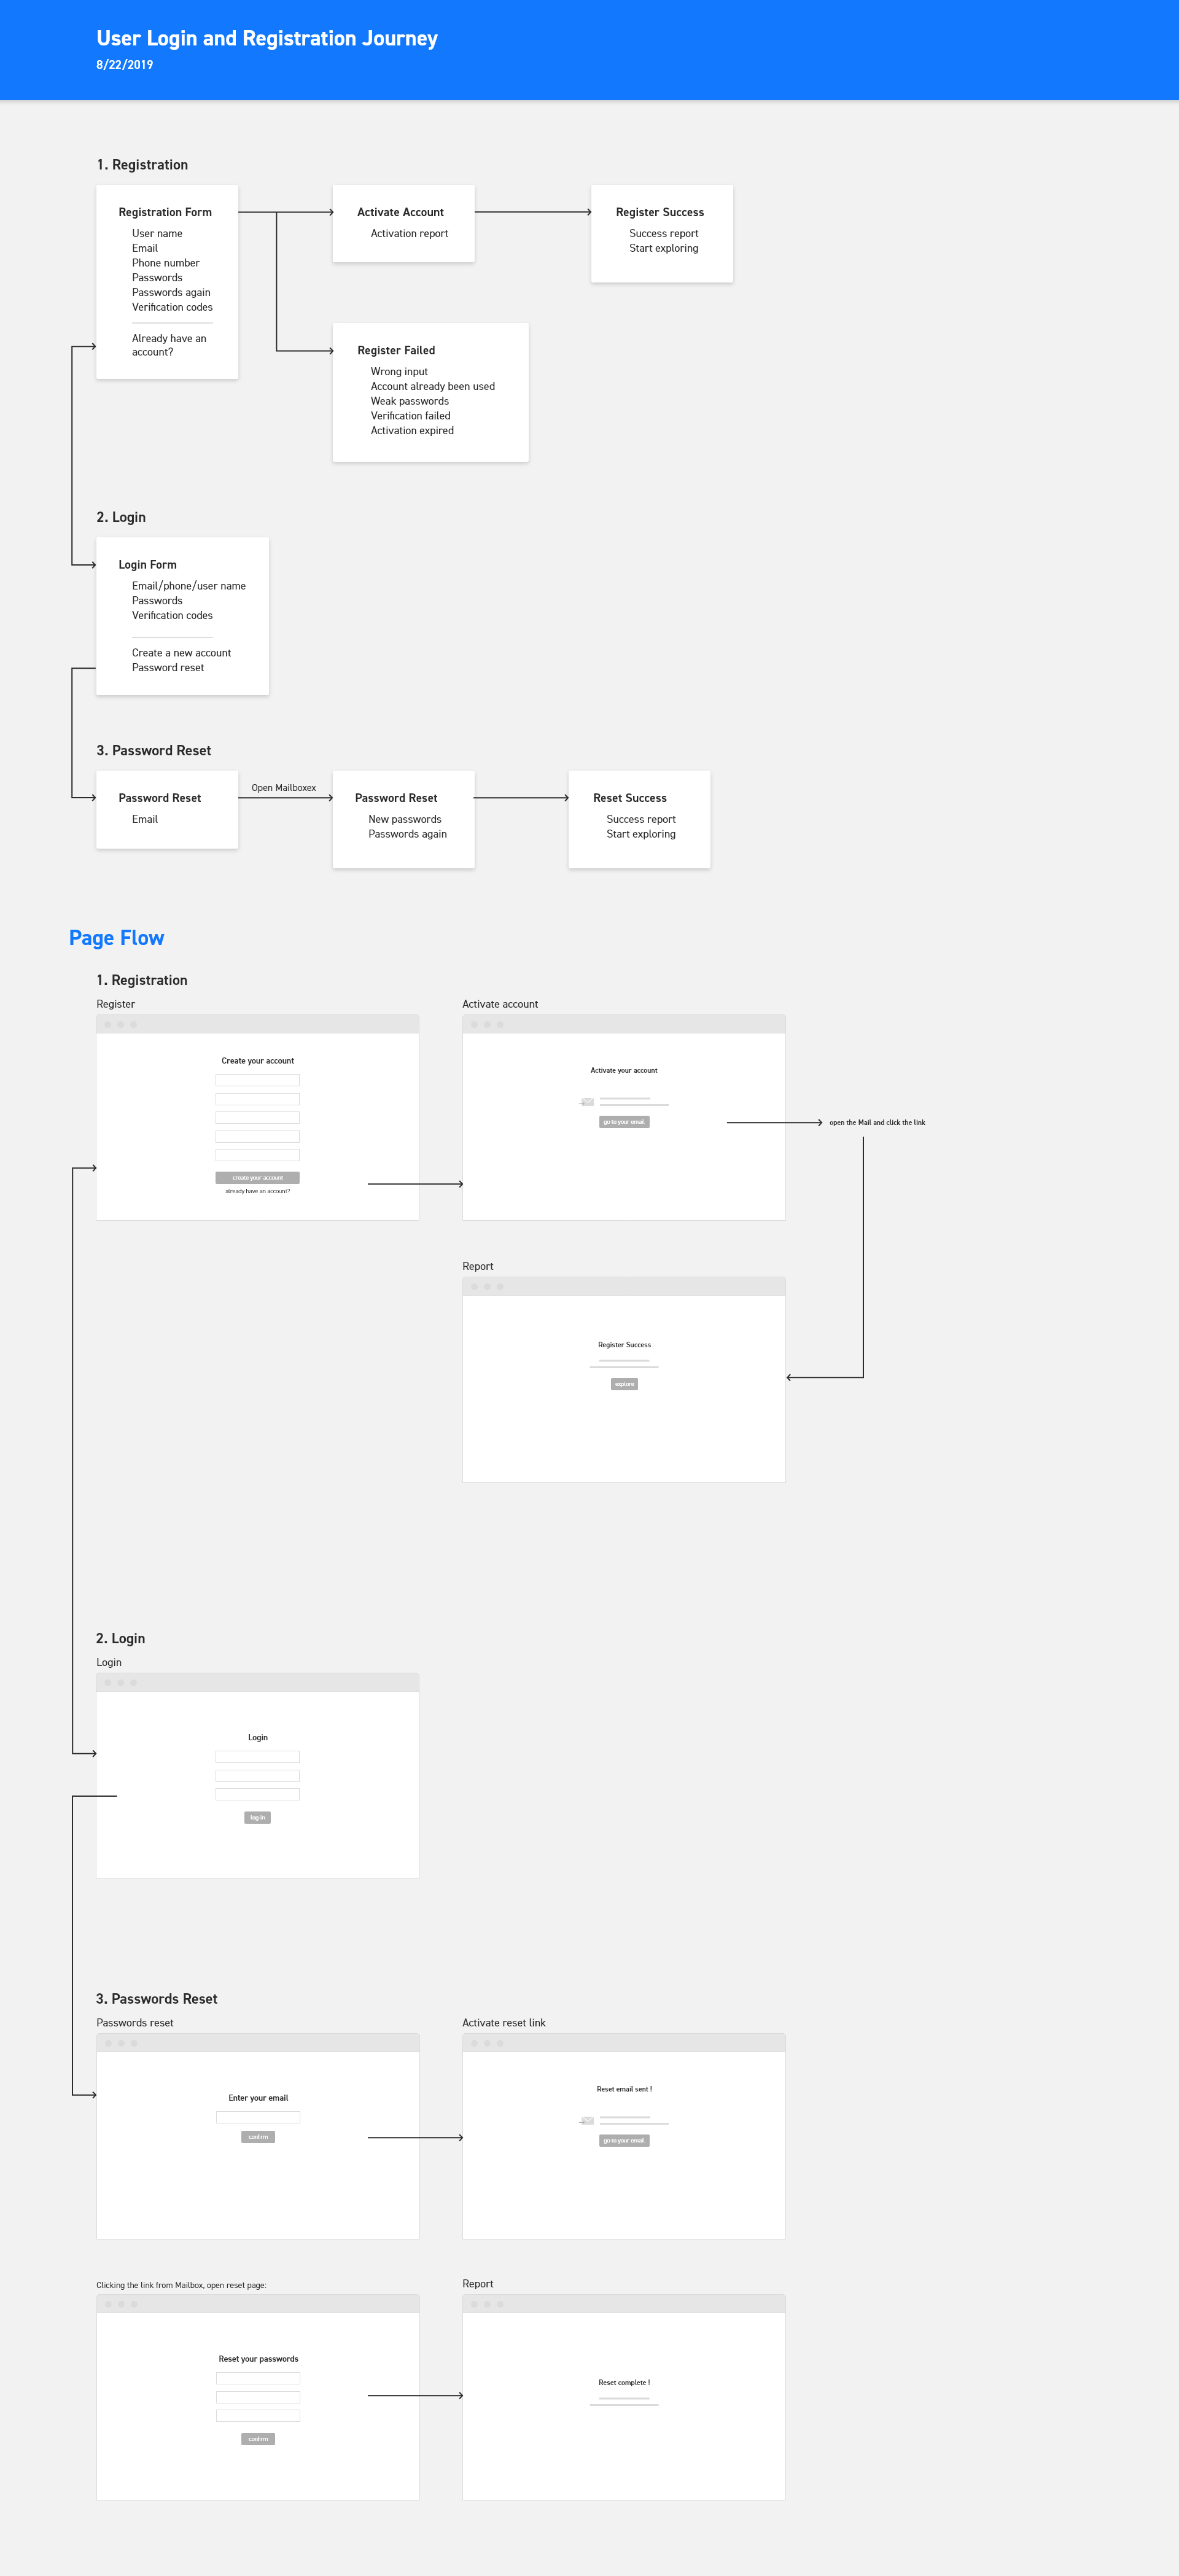 User Login and Registration Journey
8/22/2019
1. Registration
Registration Form
User name
Email
Phone number
Passwords
Passwords again
Verification codes
Already have an
account?
Activate Account
Activation report
Register Success
Success report
Start exploring
Register Failed
Wrong input
Account already been used
Weak passwords
Verification failed
Activation expired
2. Login
Login Form
Email/phone/user name
Passwords
Verification codes
Create a new account
Password reset
3. Password Reset
Password Reset
Email
Open Mailboxex
Password Reset
New passwords
Passwords again
Reset Success
Success report
Start exploring
Page Flow
1. Registration
Register
Create your account
create your account
already have an account?
Activate account
Activate your account
go to your email
open the Mail and click the link
Report
Register Success
explore
2. Login
Login
Login
log-in
3. Passwords Reset
Passwords reset
Enter your email
confirm
Activate reset link
Reset email sent !
go to your email
Clicking the link from Mailbox, open reset page:
Reset your passwords
confirm
Report
Reset complete !